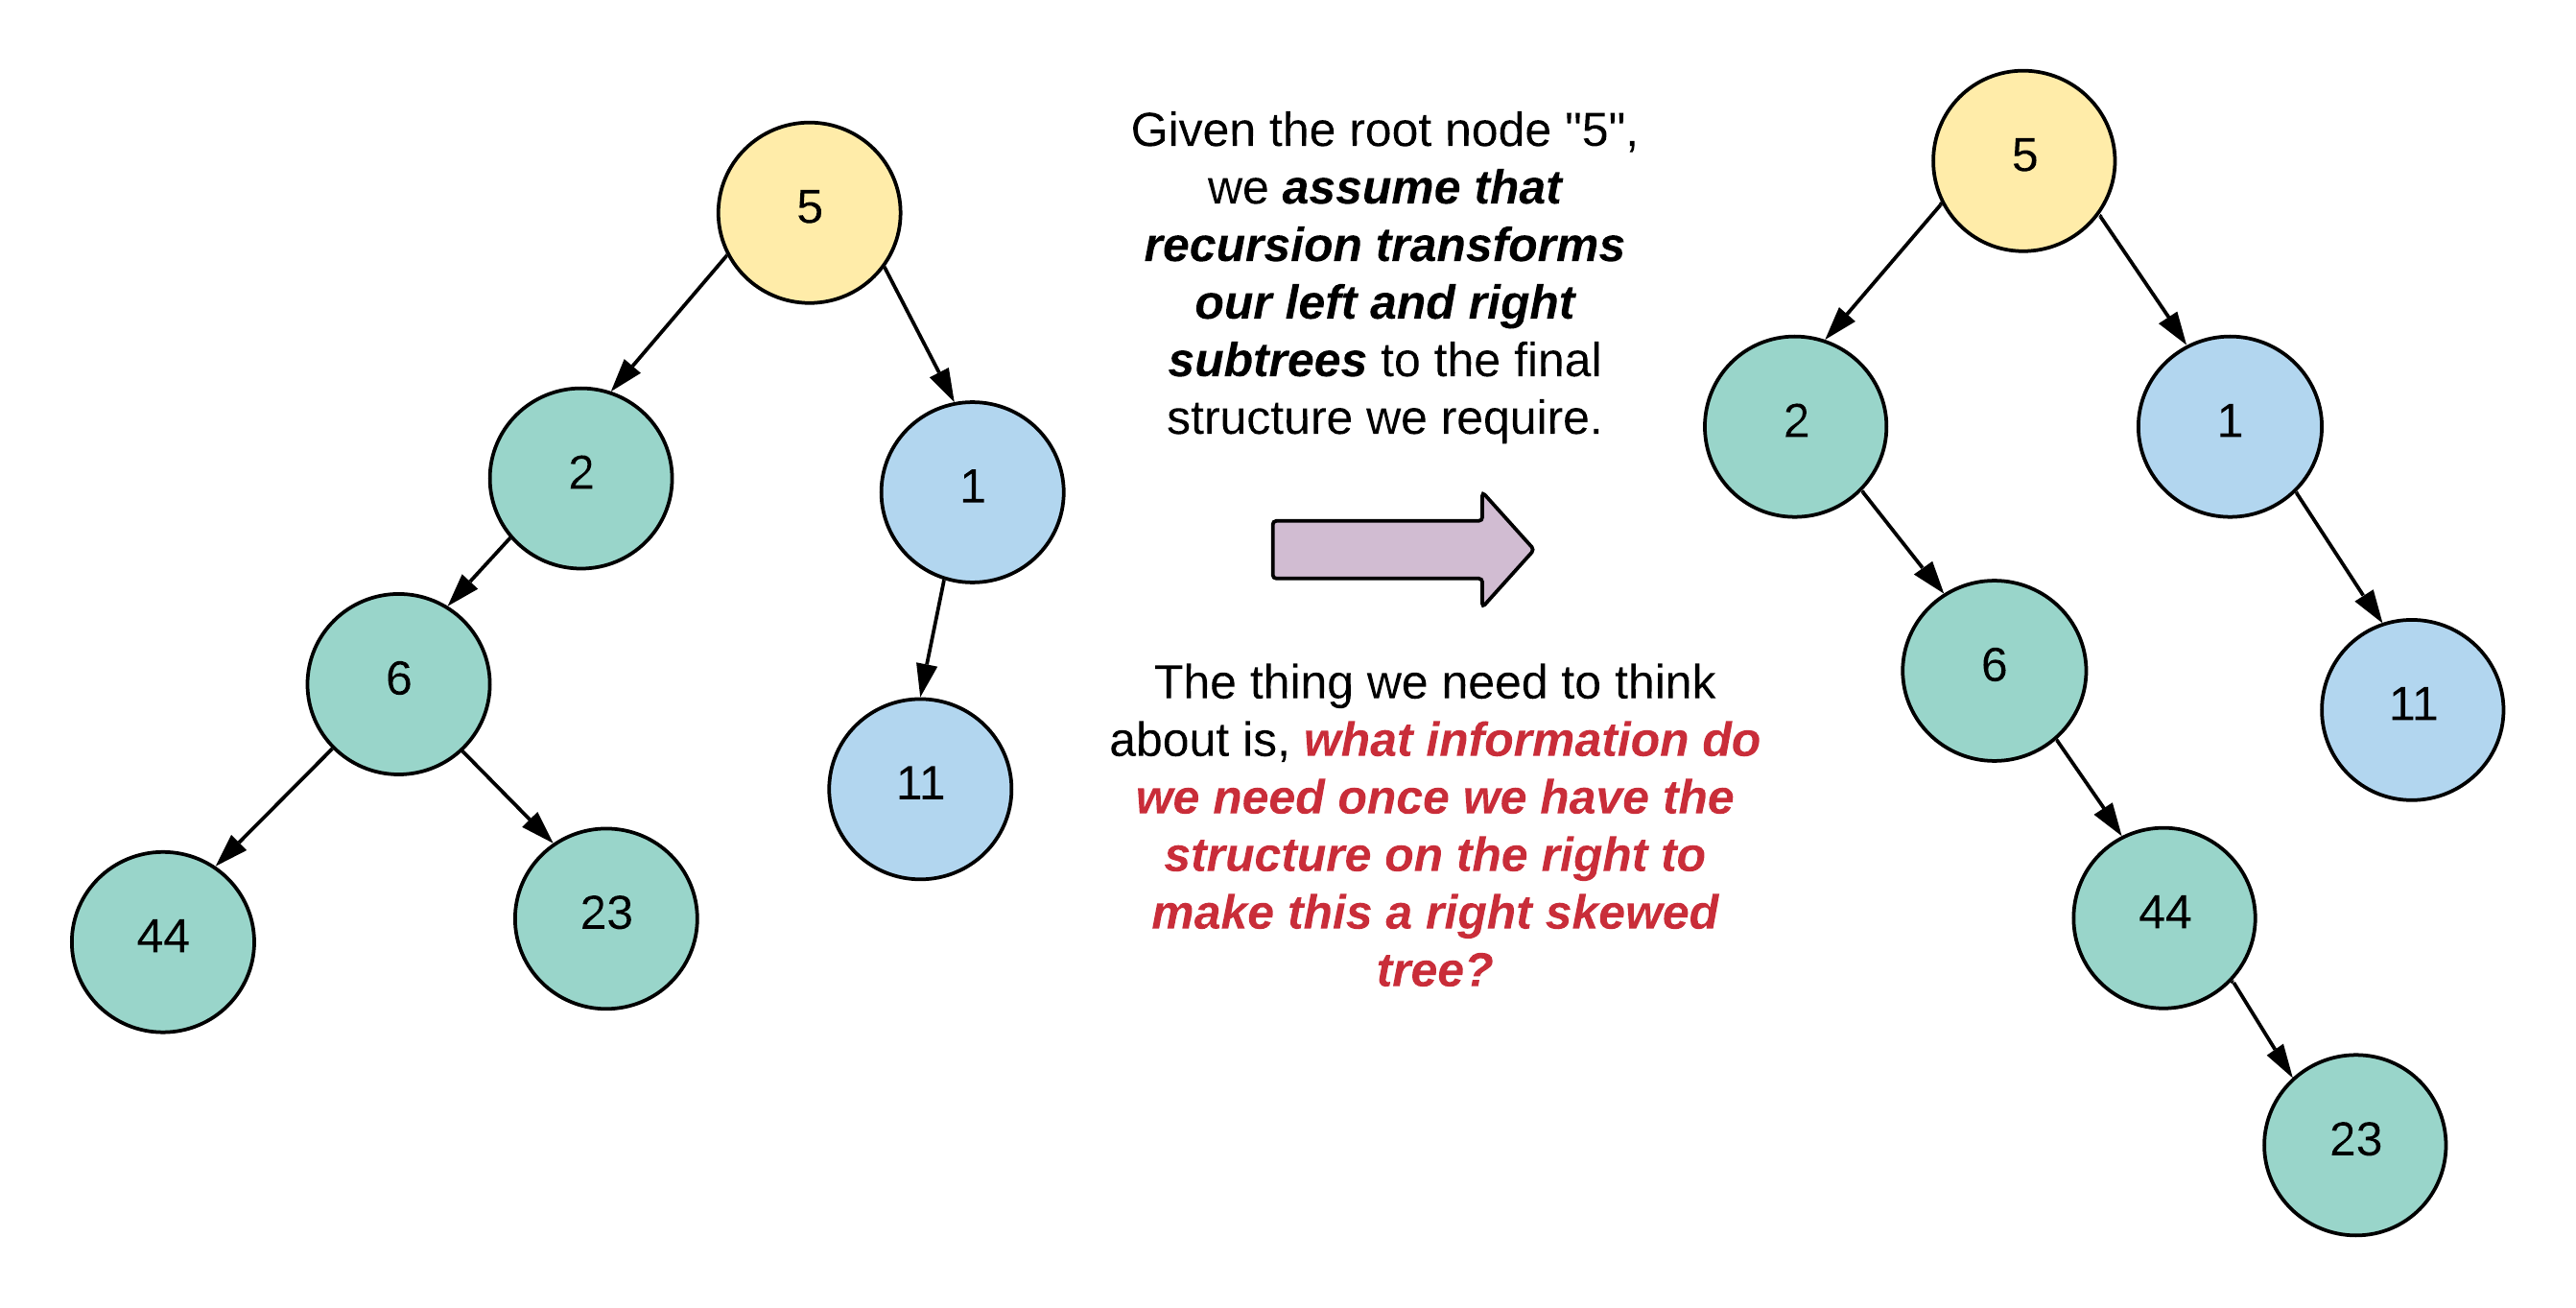 5
2
1
6
11
44
23
Given the root node "5",
we assume that
recursion transforms
our left and right
subtrees to the final
structure we require.
The thing we need to think
about is, what information do
we need once we have the
structure on the right to
make this a right skewed
tree?
5
2
1
6
11
44
23